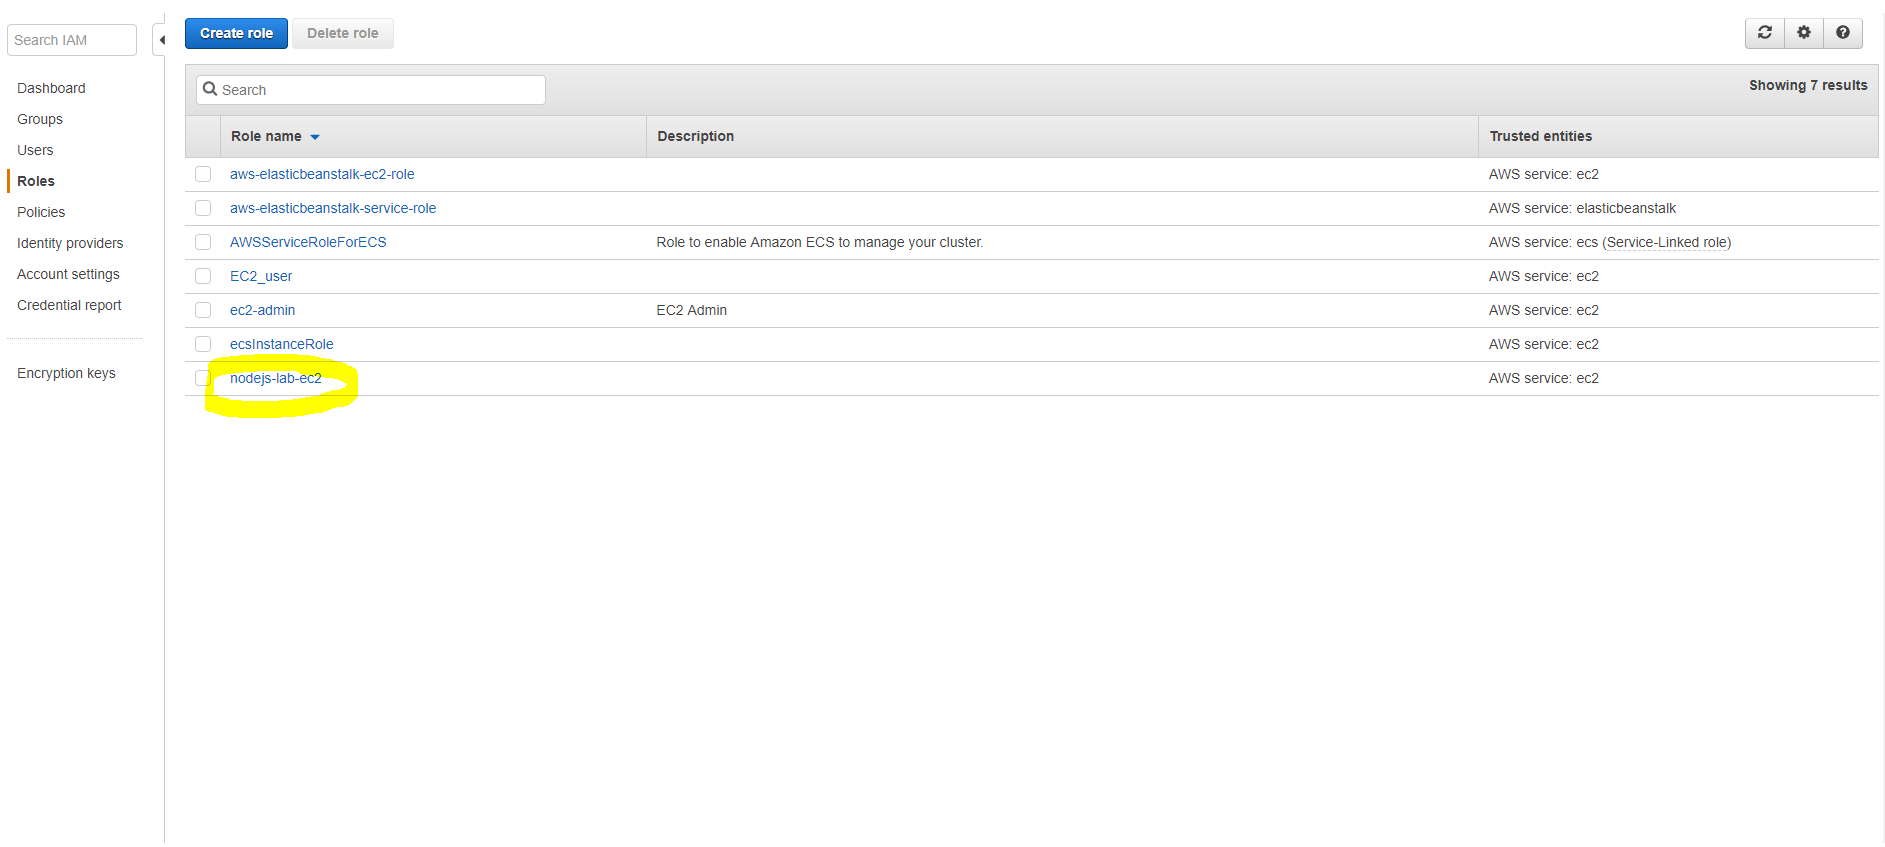 Search IAM
Dashboard
Groups
Users
Roles
Policies
Identity providers
Account settings
Credential report
Encryption keys
Create role Delete role
Search
Showing 7 results
Role name Description Trusted entities
aws-elasticbeanstalk-ec2-role AWS service: ec2
aws-elasticbeanstalk-service-role AWS service: elasticbeanstalk
AWSServiceRoleForECS Role to enable Amazon ECS to manage your cluster. AWS service: ecs (Service-Linked role)
EC2_user AWS service: ec2
ec2-admin EC2 Admin AWS service: ec2
ecsInstanceRole AWS service: ec2
nodejs-lab-ec2 AWS service: ec2